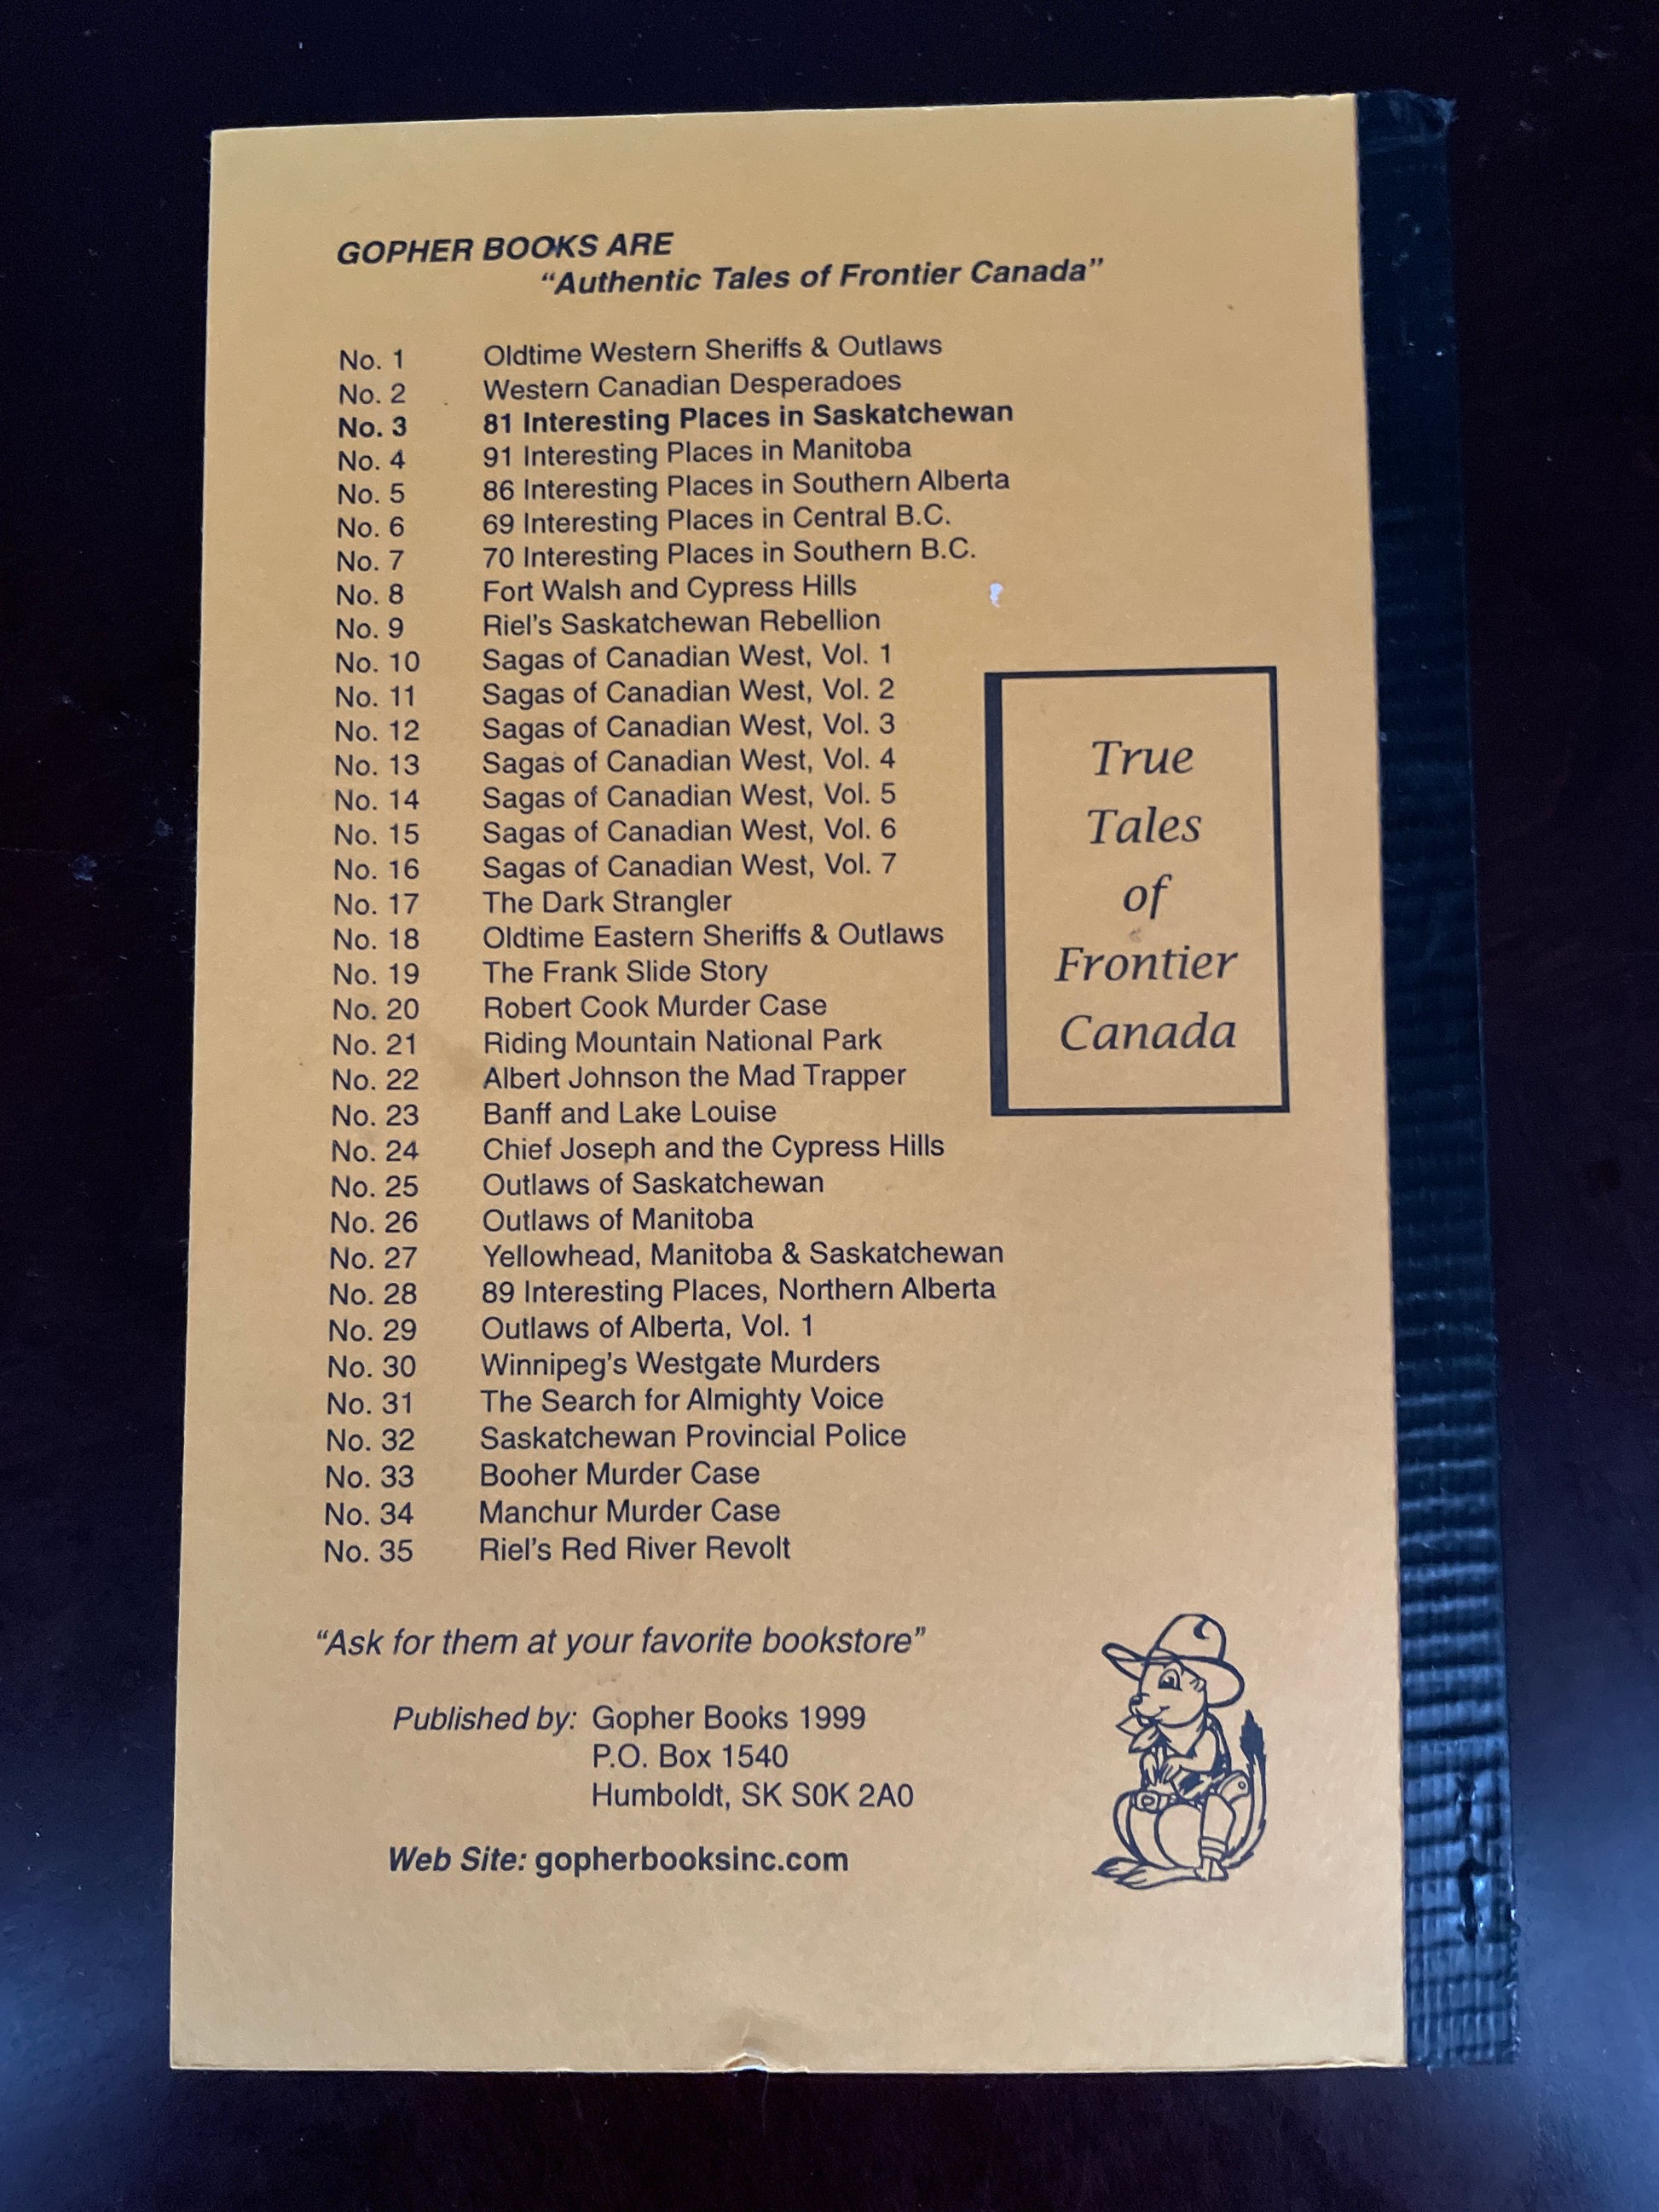 GOPHER BOOKS ARE
“Authentic Tales of Frontier Canada”
No. 1 Oldtime Western Sheriffs & Outlaws
No. 2 Western Canadian Desperadoes
No. 3 81 Interesting Places in Saskatchewan
No. 4 91 Interesting Places in Manitoba
No. 5 86 Interesting Places in Southern Alberta
No. 6 69 Interesting Places in Central B.C.
No. 7 70 Interesting Places in Southern B.C.
No. 8 Fort Walsh and Cypress Hills
No. 9 Riel's Saskatchewan Rebellion
No. 10 Sagas of Canadian West, Vol. 1
No. 11 Sagas of Canadian West, Vol. 2
No. 12 Sagas of Canadian West, Vol. 3
No. 13 Sagas of Canadian West, Vol. 4
No. 14 Sagas of Canadian West, Vol. 5
No. 15 Sagas of Canadian West, Vol. 6
No. 16 Sagas of Canadian West, Vol. 7
No. 17 The Dark Strangler
No. 18 Oldtime Eastern Sheriffs & Outlaws
No. 19 The Frank Slide Story
No. 20 Robert Cook Murder Case
No. 21 Riding Mountain National Park
No. 22 Albert Johnson the Mad Trapper
No. 23 Banff and Lake Louise
No. 24 Chief Joseph and the Cypress Hills
No. 25 Outlaws of Saskatchewan
No. 26 Outlaws of Manitoba
No. 27 Yellowhead, Manitoba & Saskatchewan
No. 28 89 Interesting Places, Northern Alberta
No. 29 Outlaws of Alberta, Vol. 1
No. 30 Winnipeg's Westgate Murders
No. 31 The Search for Almighty Voice
No. 32 Saskatchewan Provincial Police
No. 33 Booher Murder Case
No. 34 Manchur Murder Case
No. 35 Riel's Red River Revolt
True
Tales
of
Frontier
Canada
“Ask for them at your favorite bookstore”
Published by: Gopher Books 1999
P.O. Box 1540
Humboldt, SK S0K 2A0
Web Site: gopherbooksinc.com